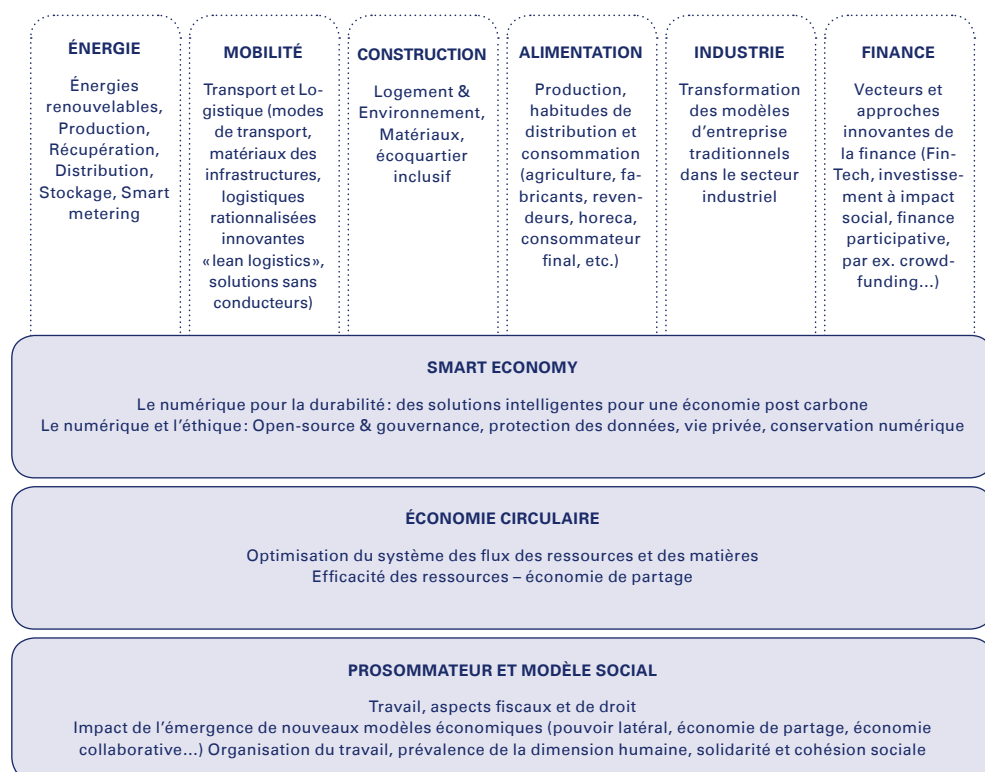 ÉNERGIE
Énergies
renouvelables,
Production,
Récupération,
Distribution,
Stockage, Smart
metering
MOBILITÉ
Transport et Lo-
gistique (modes
de transport,
matériaux des
infrastructures,
logistiques
rationnalisées
innovantes
«lean logistics»,
solutions sans
conducteurs)
CONSTRUCTION
Logement &
Environnement,
Matériaux,
écoquartier
inclusif
ALIMENTATION
Production,
habitudes de
distribution et
consommation
(agriculture, fa-
bricants, reven-
deurs, horeca,
consommateur
final, etc.)
INDUSTRIE
Transformation
des modèles
d'entreprise
traditionnels
dans le secteur
industriel
FINANCE
Vecteurs et
approches
innovantes de
la finance (Fin-
Tech, investisse-
ment à impact
social, finance
participative,
par ex. crowd-
funding...)
SMART ECONOMY
Le numérique pour la durabilité: des solutions intelligentes pour une économie post carbone
Le numérique et l'éthique: Open-source & gouvernance, protection des données, vie privée, conservation numérique
ÉCONOMIE CIRCULAIRE
Optimisation du système des flux des ressources et des matières
Efficacité des ressources – économie de partage
PROSOMMATEUR ET MODÈLE SOCIAL
Travail, aspects fiscaux et de droit
Impact de l'émergence de nouveaux modèles économiques (pouvoir latéral, économie de partage, économie
collaborative...) Organisation du travail, prévalence de la dimension humaine, solidarité et cohésion sociale